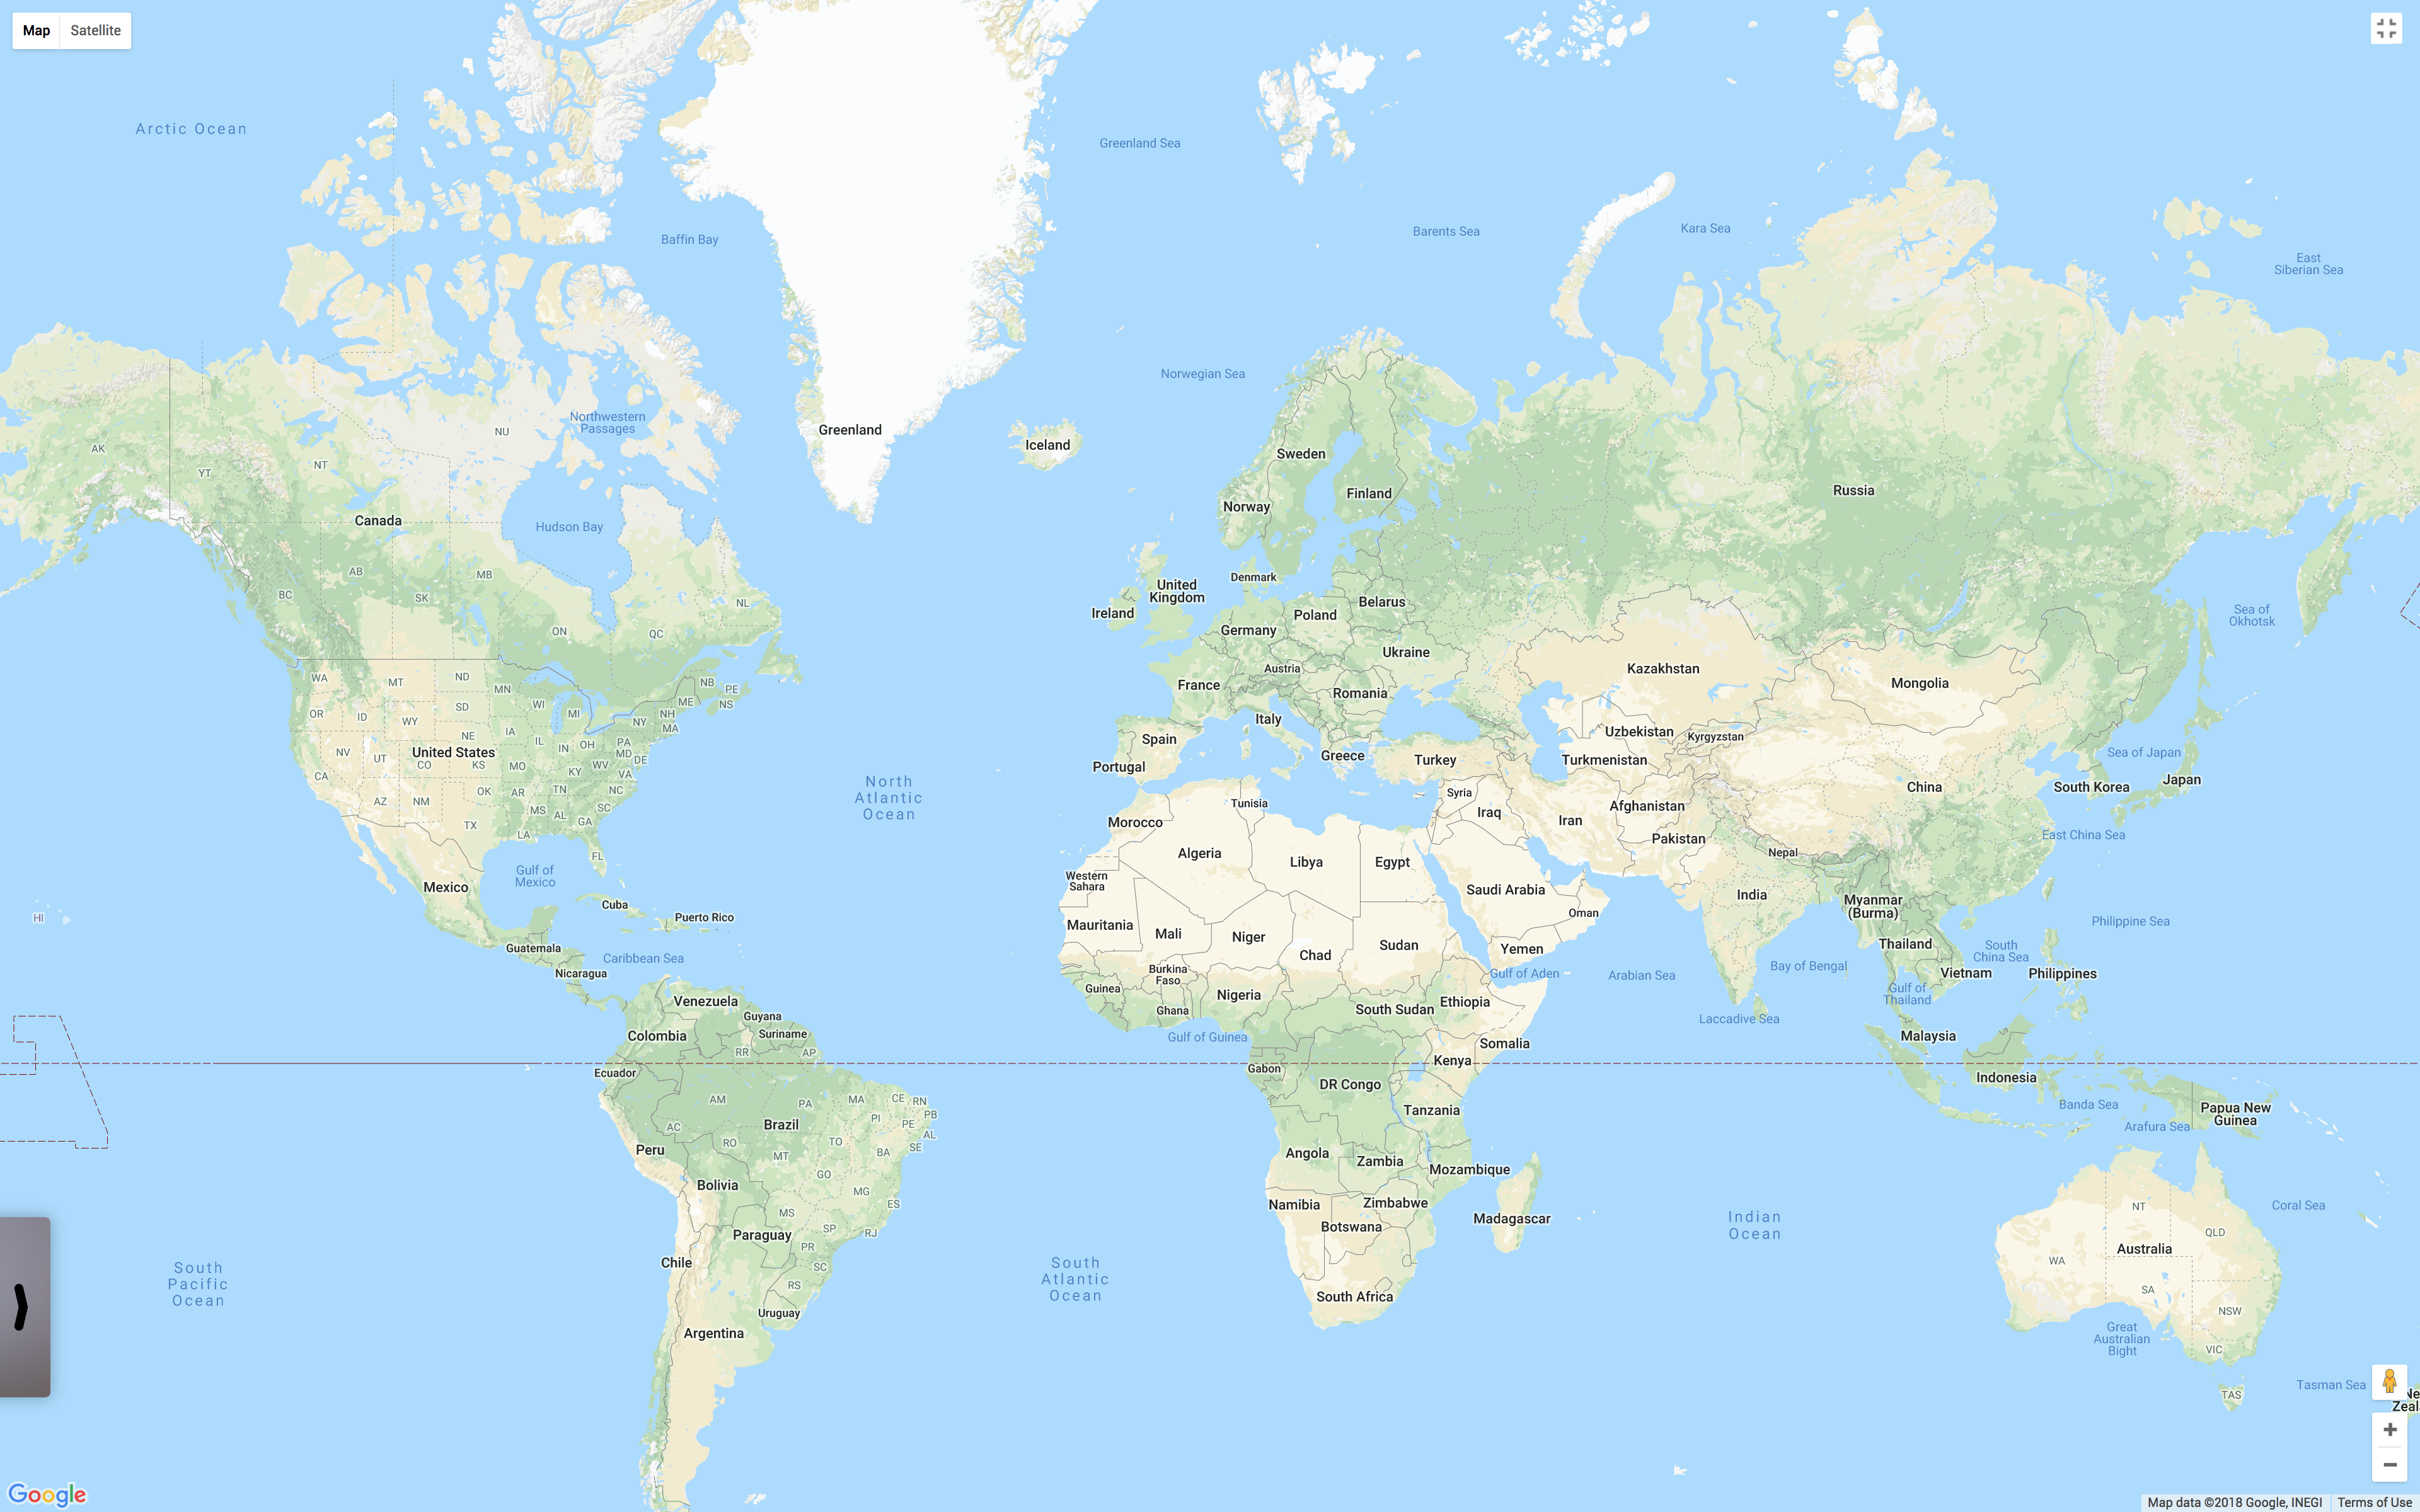 Map Satellite
Arctic Ocean
Greenland Sea
Baffin Bay
Barents Sea
Kara Sea
East
Siberian Sea
Norwegian Sea
Northwestern
Passages
NU
Greenland
Iceland
AK
YT
NT
Sweden
Russia
Finland
Norway
Canada
Hudson Bay
AB
MB
BC
SK
NL
ON
QC
Denmark
United
Kingdom
Ireland
Belarus
Poland
Germany
Sea of
Okhotsk
Ukraine
Austria
Kazakhstan
France
Romania
Mongolia
WA
MT
ND
MN
NB
PE
OR
ID
WY
SD
WI
MI
ME
NS
NH
NY
MA
Italy
Spain
Greece
Portugal
Turkey
Uzbekistan
Kyrgyzstan
Turkmenistan
Sea of Japan
Japan
South Korea
China
NV
UT
United States
NE
IA
IL
IN
OH
PA
MD
DE
CO
KS
MO
KY
WV
VA
CA
AZ
NM
OK
AR
TN
NC
MS
AL
SC
GA
TX
LA
FL
North
Atlantic
Ocean
Tunisia
Morocco
Syria
Iraq
Iran
Afghanistan
Pakistan
East China Sea
Algeria
Libya
Egypt
Nepal
Gulf of
Mexico
Mexico
Western
Sahara
Saudi Arabia
India
Myanmar
(Burma)
Oman
HI
Cuba
Puerto Rico
Mauritania
Mali
Niger
Chad
Sudan
Yemen
Philippine Sea
Thailand
South
China Sea
Guatemala
Caribbean Sea
Nicaragua
Burkina
Faso
Gulf of Aden
Arabian Sea
Bay of Bengal
Vietnam
Philippines
Guinea
Nigeria
Ethiopia
Gulf of
Thailand
Venezuela
Guyana
Ghana
South Sudan
Laccadive Sea
Colombia
Suriname
Gulf of Guinea
Somalia
Malaysia
RR
AP
Ecuador
Gabon
Kenya
DR Congo
Indonesia
AM
PA
MA
CE
RN
PB
PI
PE
AL
SE
Brazil
AC
RO
TO
BA
MT
Tanzania
Banda Sea
Papua New
Guinea
Arafura Sea
Peru
Angola
Zambia
Mozambique
Bolivia
GO
MG
ES
MS
SP
RJ
Namibia
Zimbabwe
Botswana
Madagascar
Indian
Ocean
NT
Coral Sea
QLD
Paraguay
PR
SC
RS
Chile
Australia
WA
SA
South
Pacific
Ocean
South
Atlantic
Ocean
South Africa
NSW
Uruguay
Argentina
Great
Australian
Bight
VIC
TAS
Tasman Sea
Ne
Zeal
Google
Map data ©2018 Google, INEGI Terms of Use